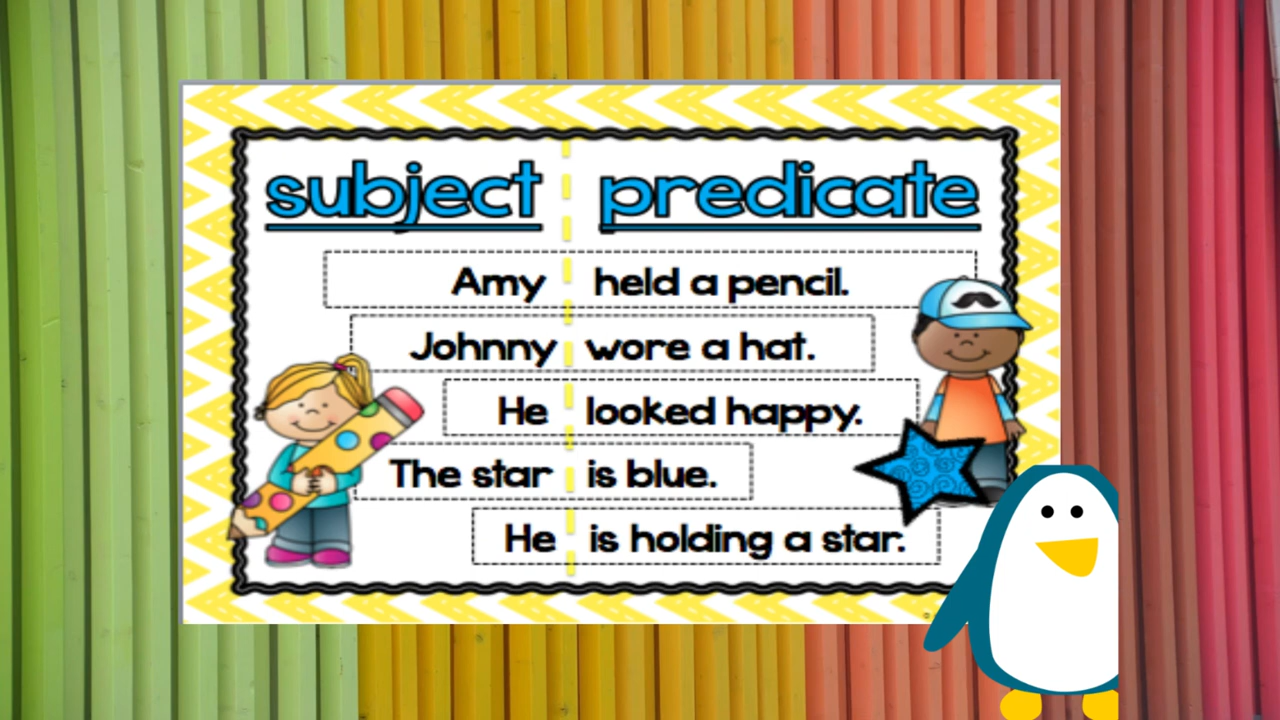 subject predicate
Amy held a pencil.
Johnny wore a hat.
He looked happy.
The star is blue.
He is holding a star.